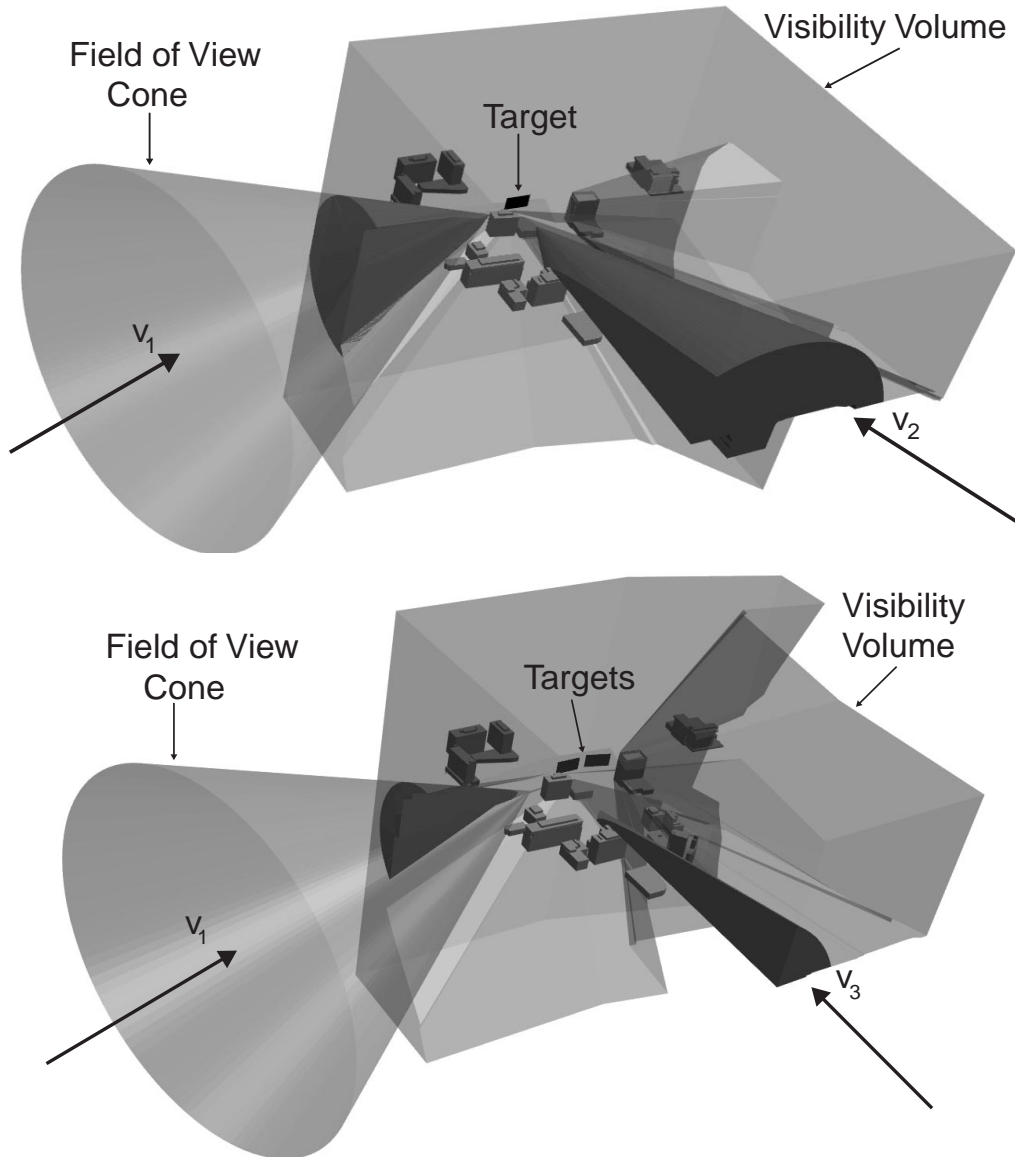 Visibility Volume
Field of View
Cone
Target
v1
v2
Visibility
Volume
Field of View
Cone
Targets
v1
v3